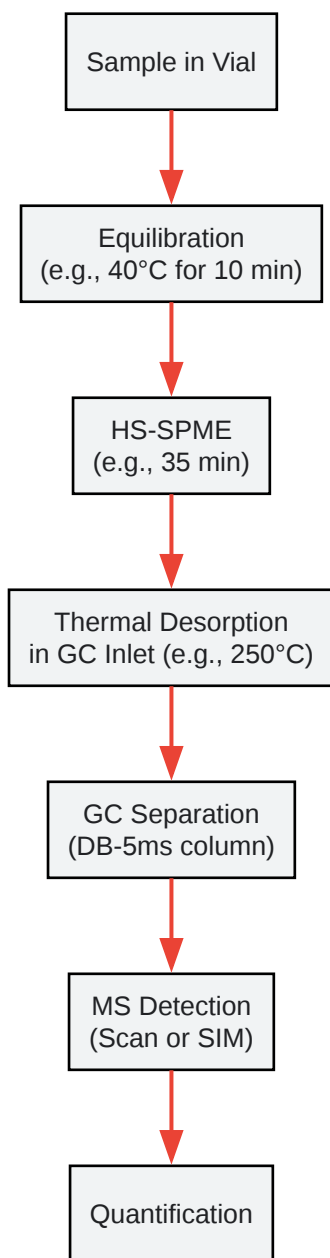 Sample in Vial
Equilibration
(e.g., 40°C for 10 min)
HS-SPME
(e.g., 35 min)
Thermal Desorption
in GC Inlet (e.g., 250°C)
GC Separation
(DB-5ms column)
MS Detection
(Scan or SIM)
Quantification